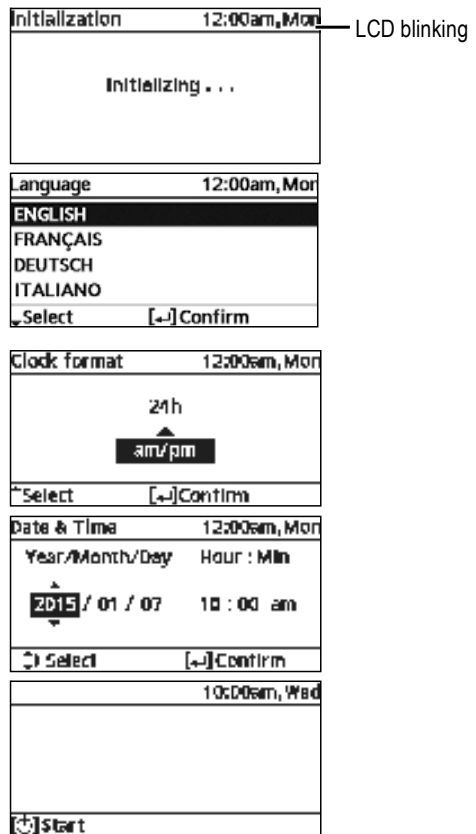 Initialization 12:00am,Mon
LCD blinking
Initializing . . .
Language 12:00am,Mon
ENGLISH
FRANÇAIS
DEUTSCH
ITALIANO
Select [↵]Confirm
Clock format 12:00am,Mon
24h
am/pm
Select [↵]Confirm
Date & Time 12:00am,Mon
Year/Month/Day Hour : Min
2015 / 01 / 07 10 : 00 am
Select [↵]Confirm
10:00am,Wed
[⏻]Start